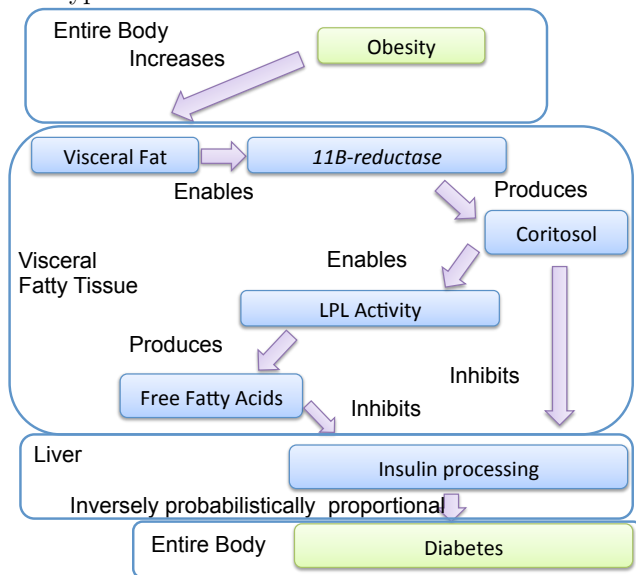 Entire Body
Obesity
Increases
Visceral Fat
11B-reductase
Enables
Produces
Coritosol
Visceral
Fatty Tissue
Enables
LPL Activity
Produces
Inhibits
Free Fatty Acids
Inhibits
Liver
Insulin processing
Inversely probabilistically proportional
Entire Body
Diabetes